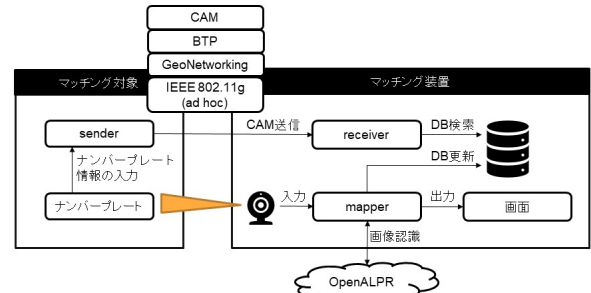 CAM
BTP
GeoNetworking
IEEE 802.11g
(ad hoc)
マッチング対象
マッチング装置
sender
CAM送信
receiver
DB検索
DB更新
ナンバープレート
情報の入力
ナンバープレート
入力
mapper
出力
画面
画像認識
OpenALPR